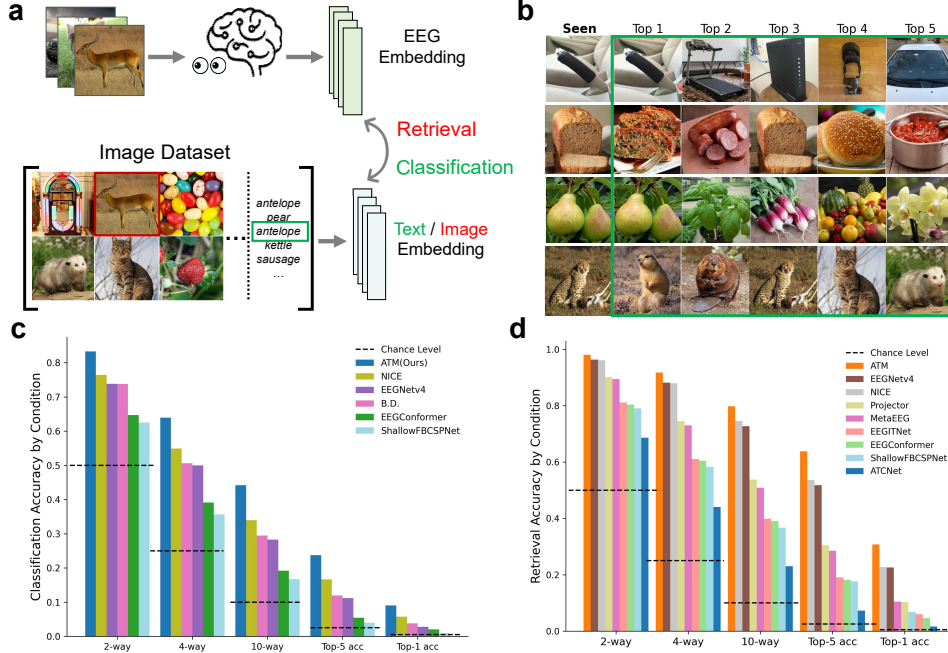 a
EEG
Embedding
Retrieval
Classification
Image Dataset
antelope
pear
antelope
kettle
sausage
...
Text / Image
Embedding
b
Seen Top 1 Top 2 Top 3 Top 4 Top 5
c
Classification Accuracy by Condition
0.8
0.7
0.6
0.5
0.4
0.3
0.2
0.1
0.0
Chance Level
ATM(Ours)
NICE
EEGNetv4
B.D.
EEGConformer
ShallowFBCSPNet
2-way 4-way 10-way Top-5 acc Top-1 acc
d
Retrieval Accuracy by Condition
1.0
0.8
0.6
0.4
0.2
0.0
Chance Level
ATM
EEGNetv4
NICE
Projector
MetaEEG
EEGITNet
EEGConformer
ShallowFBCSPNet
ATCNet
2-way 4-way 10-way Top-5 acc Top-1 acc